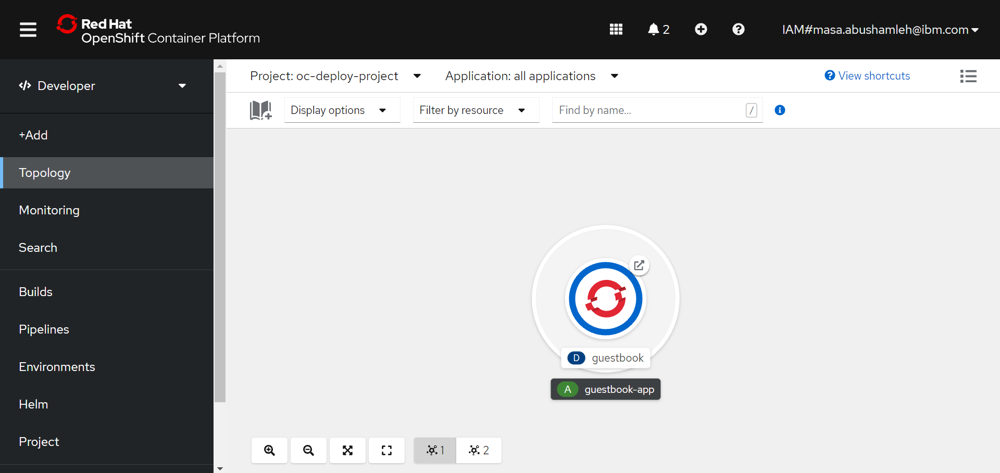 Red Hat
OpenShift Container Platform
2
IAM#masa.abushamleh@ibm.com
Developer
+Add
Topology
Monitoring
Search
Builds
Pipelines
Environments
Helm
Project
Project: oc-deploy-project
Application: all applications
View shortcuts
Display options
Filter by resource
Find by name...
/
D guestbook
A guestbook-app
1
2